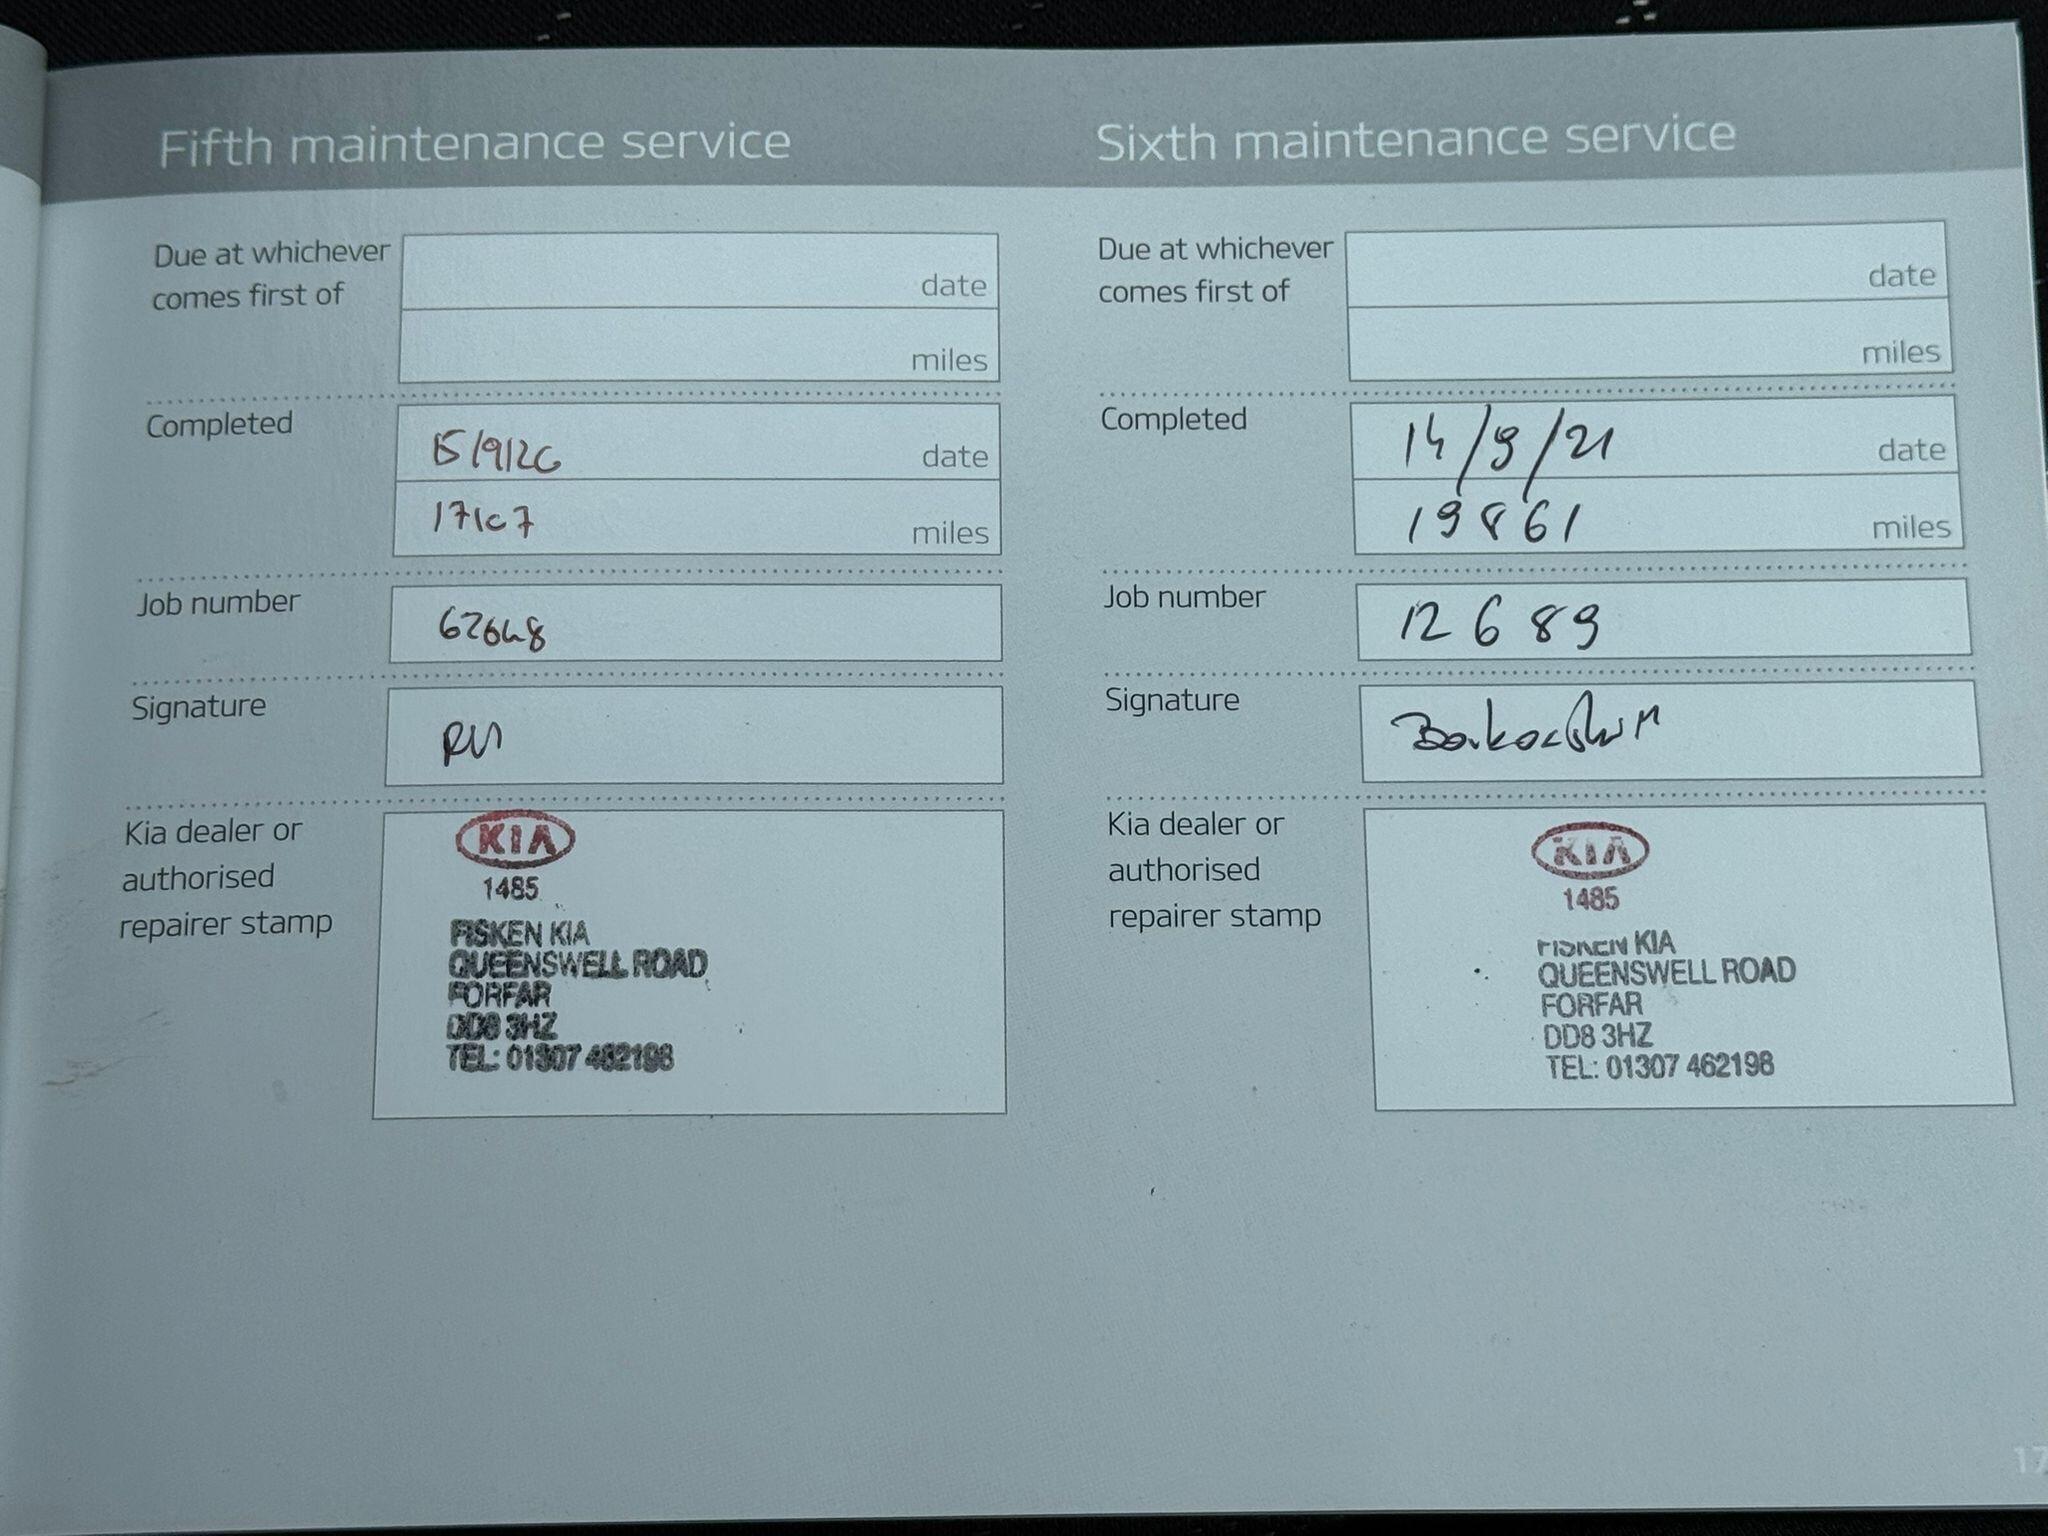 Fifth maintenance service
Due at whichever
comes first of
date
miles
Completed
15/9/20 date
17107 miles
Job number
62648
Signature
RM
Kia dealer or
authorised
repairer stamp
KIA
1485
FISKEN KIA
QUEENSWELL ROAD
FORFAR
DD8 3HZ
TEL: 01307 462198
Sixth maintenance service
Due at whichever
comes first of
date
miles
Completed
14/9/21 date
19861 miles
Job number
12689
Signature
Kia dealer or
authorised
repairer stamp
KIA
1485
FISKEN KIA
QUEENSWELL ROAD
FORFAR
DD8 3HZ
TEL: 01307 462198
17